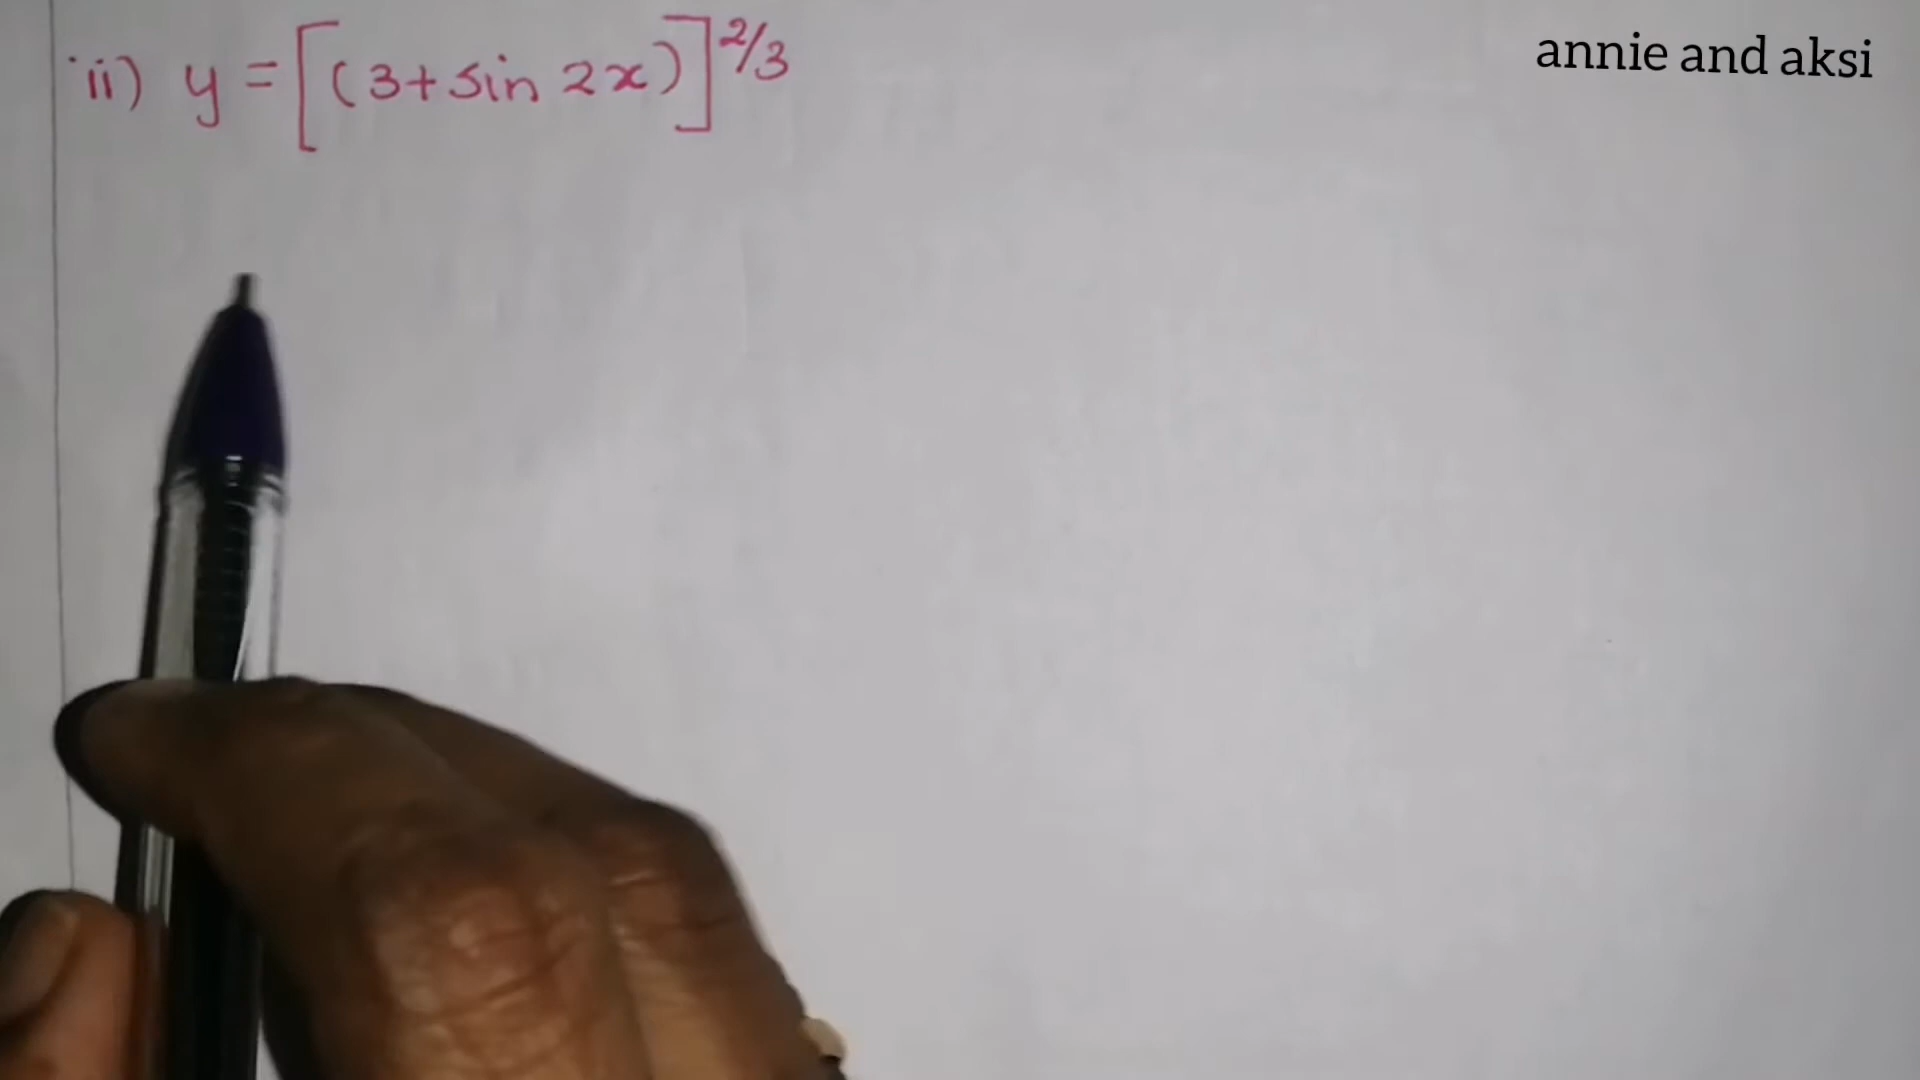 ii) y = [(3+sin 2x)]^2/3
annie and aksi